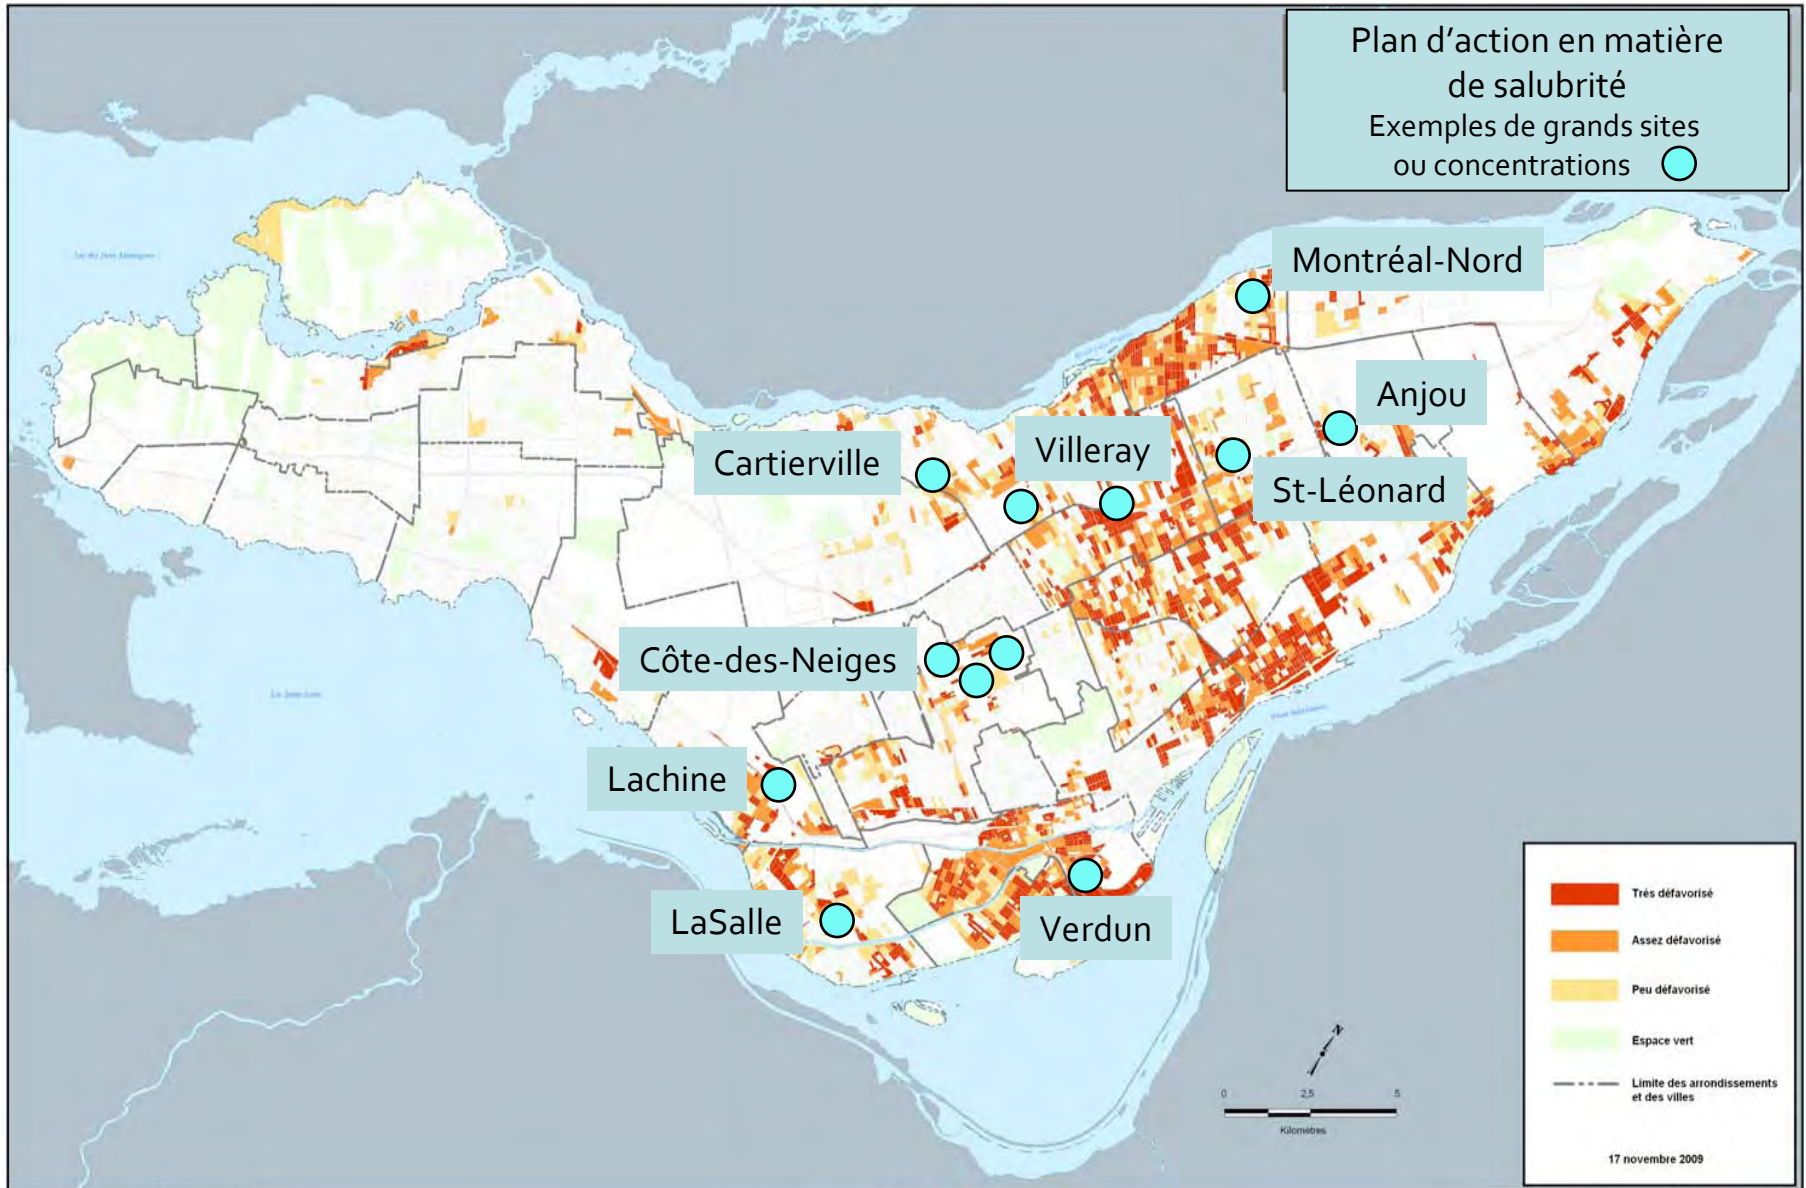 Plan d'action en matière
de salubrité
Exemples de grands sites
ou concentrations
Montréal-Nord
Anjou
Villeray
Cartierville
St-Léonard
Côte-des-Neiges
Lachine
LaSalle
Verdun
Très défavorisé
Assez défavorisé
Peu défavorisé
Espace vert
Limite des arrondissements
et des villes
17 novembre 2009
N
0 2,5 5
Kilomètres